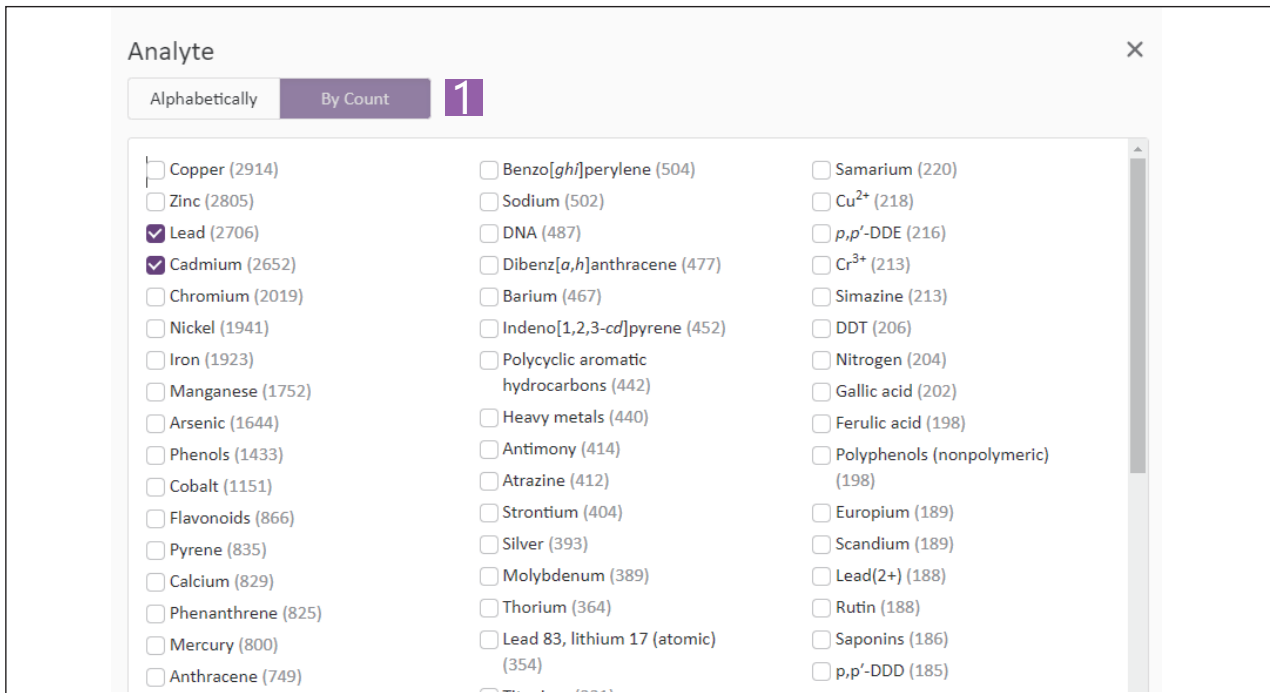 Analyte
Alphabetically
By Count
1
Copper (2914)
Zinc (2805)
Lead (2706)
Cadmium (2652)
Chromium (2019)
Nickel (1941)
Iron (1923)
Manganese (1752)
Arsenic (1644)
Phenols (1433)
Cobalt (1151)
Flavonoids (866)
Pyrene (835)
Calcium (829)
Phenanthrene (825)
Mercury (800)
Anthracene (749)
Benzo[ghi]perylene (504)
Sodium (502)
DNA (487)
Dibenz[a,h]anthracene (477)
Barium (467)
Indeno[1,2,3-cd]pyrene (452)
Polycyclic aromatic
hydrocarbons (442)
Heavy metals (440)
Antimony (414)
Atrazine (412)
Strontium (404)
Silver (393)
Molybdenum (389)
Thorium (364)
Lead 83, lithium 17 (atomic)
(354)
Samarium (220)
Cu²⁺ (218)
p,p′-DDE (216)
Cr³⁺ (213)
Simazine (213)
DDT (206)
Nitrogen (204)
Gallic acid (202)
Ferulic acid (198)
Polyphenols (nonpolymeric)
(198)
Europium (189)
Scandium (189)
Lead(2+) (188)
Rutin (188)
Saponins (186)
p,p′-DDD (185)